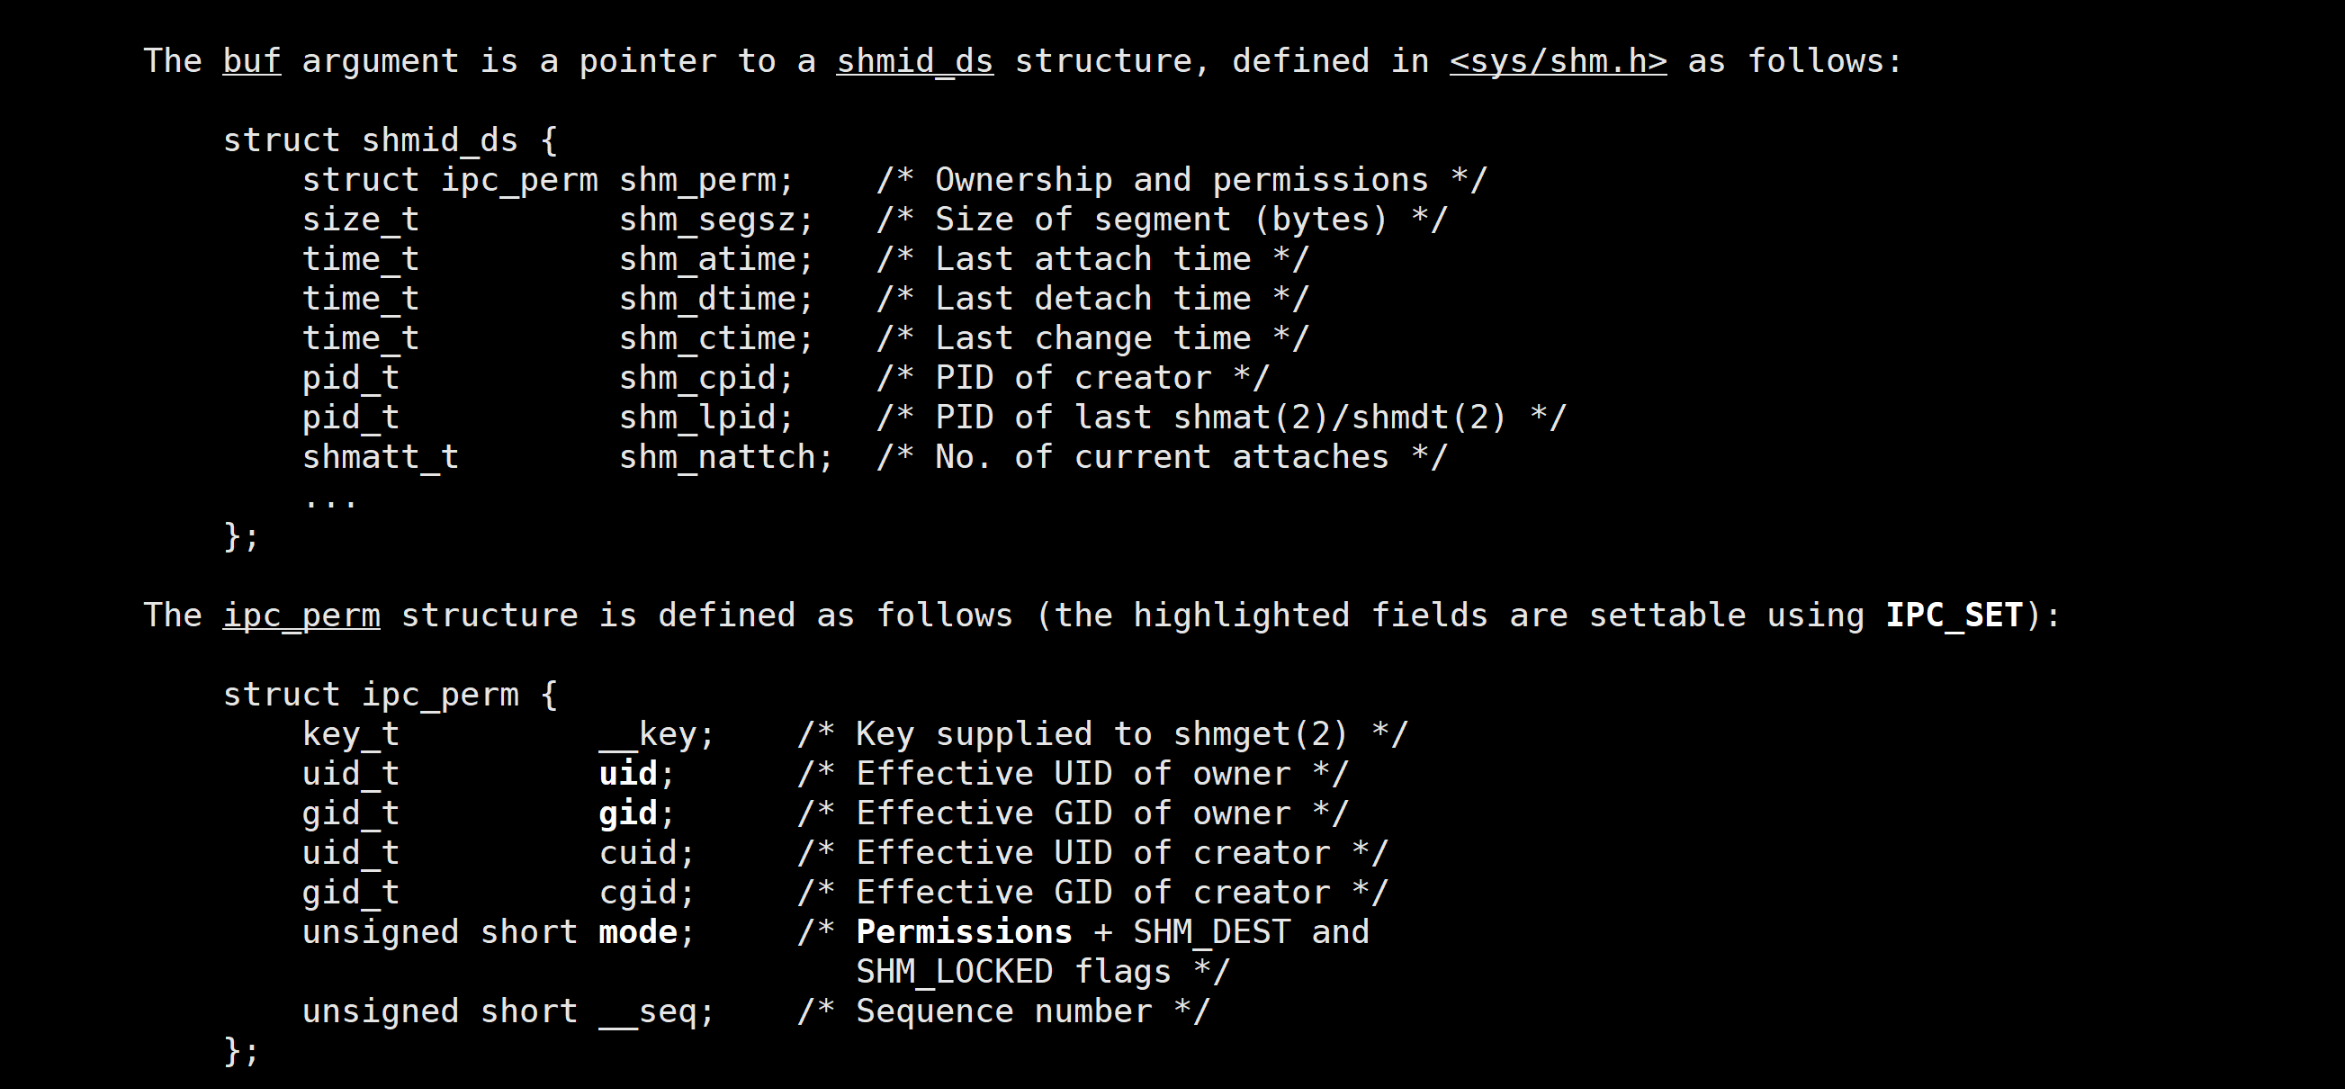 The buf argument is a pointer to a shmid_ds structure, defined in <sys/shm.h> as follows:
struct shmid_ds {
struct ipc_perm shm_perm;    /* Ownership and permissions */
size_t          shm_segsz;   /* Size of segment (bytes) */
time_t          shm_atime;   /* Last attach time */
time_t          shm_dtime;   /* Last detach time */
time_t          shm_ctime;   /* Last change time */
pid_t           shm_cpid;    /* PID of creator */
pid_t           shm_lpid;    /* PID of last shmat(2)/shmdt(2) */
shmatt_t        shm_nattch;  /* No. of current attaches */
...
};
The ipc_perm structure is defined as follows (the highlighted fields are settable using IPC_SET):
struct ipc_perm {
key_t          __key;    /* Key supplied to shmget(2) */
uid_t          uid;      /* Effective UID of owner */
gid_t          gid;      /* Effective GID of owner */
uid_t          cuid;     /* Effective UID of creator */
gid_t          cgid;     /* Effective GID of creator */
unsigned short mode;     /* Permissions + SHM_DEST and
SHM_LOCKED flags */
unsigned short __seq;    /* Sequence number */
};